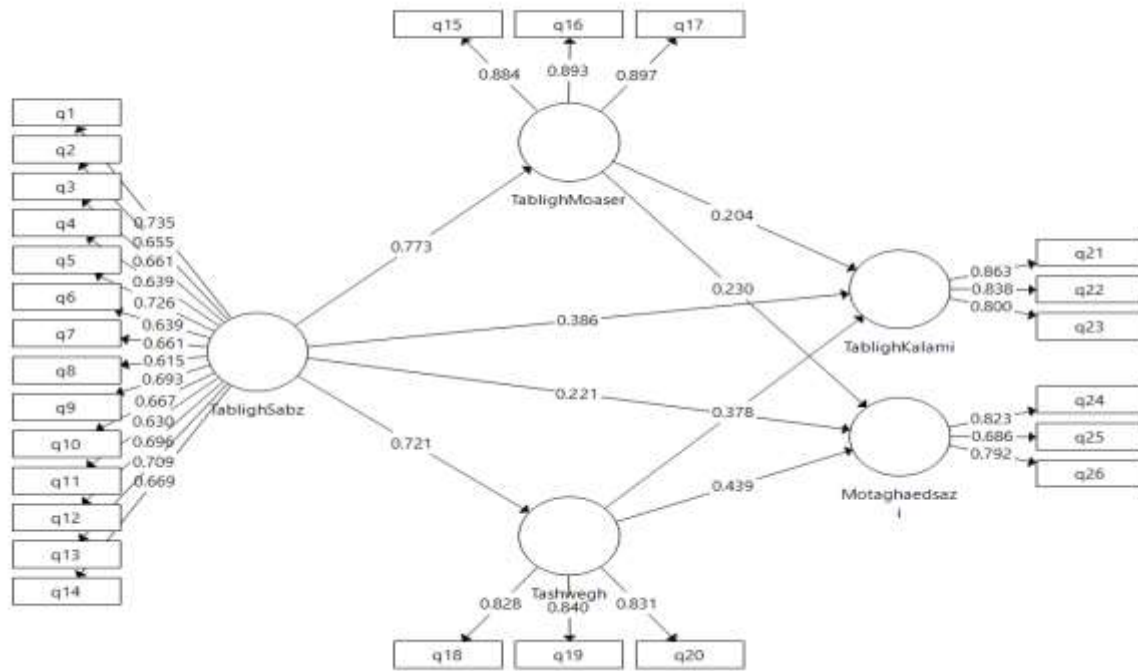 q15
q16
q17
0.884
0.893
0.897
TablighMoaser
q1
q2
q3
q4
q5
q6
q7
q8
q9
q10
q11
q12
q13
q14
0.735
0.655
0.661
0.639
0.726
0.639
0.661
0.615
0.693
0.667
0.630
0.696
0.709
0.669
TablighSabz
0.773
0.386
0.221
0.721
0.204
0.230
0.378
0.439
TablighKalami
0.863
0.838
0.800
q21
q22
q23
Motaghaedsaz
i
0.823
0.686
0.792
q24
q25
q26
Tashwegh
0.828
0.840
0.831
q18
q19
q20